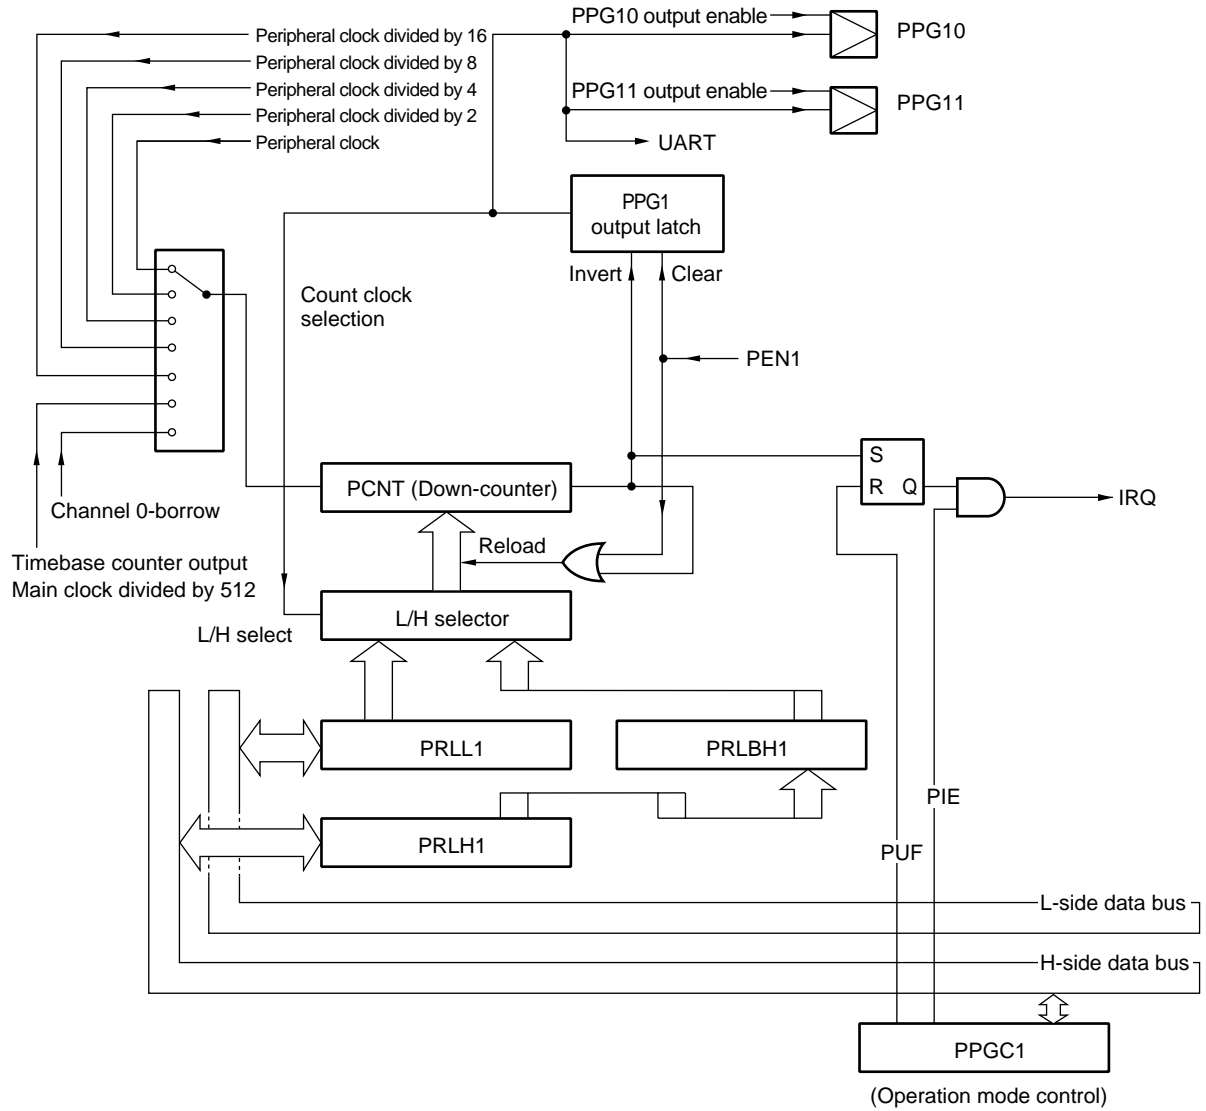 PPG10 output enable
PPG10
Peripheral clock divided by 16
Peripheral clock divided by 8
Peripheral clock divided by 4
PPG11 output enable
PPG11
Peripheral clock divided by 2
Peripheral clock
UART
PPG1
output latch
Invert
Clear
Count clock
selection
PEN1
S
R Q
PCNT (Down-counter)
IRQ
Channel 0-borrow
Reload
Timebase counter output
Main clock divided by 512
L/H selector
L/H select
PRLL1
PRLBH1
PIE
PRLH1
PUF
L-side data bus
H-side data bus
PPGC1
(Operation mode control)